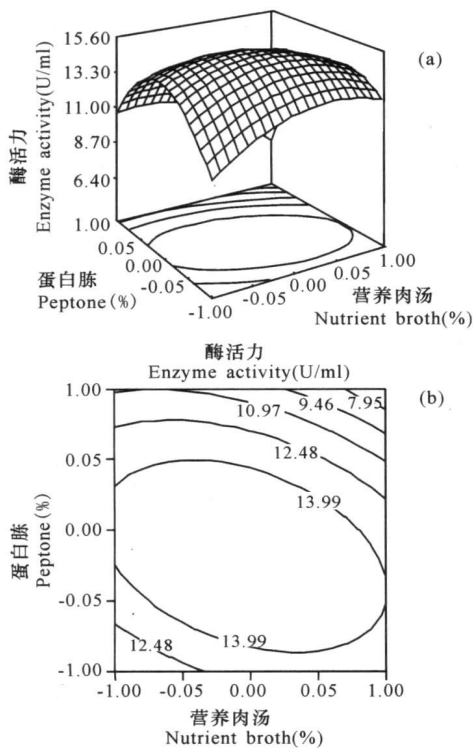 (a)
酶活力
Enzyme activity(U/ml)
15.60
13.30
11.00
8.70
6.40
1.00
0.05
0.00
-0.05
-1.00
蛋白胨
Peptone(%)
-1.00
-0.05
0.00
0.05
1.00
营养肉汤
Nutrient broth(%)
酶活力
Enzyme activity(U/ml)
(b)
蛋白胨
Peptone(%)
1.00
0.05
0.00
-0.05
-1.00
10.97
9.46
7.95
12.48
13.99
13.99
12.48
-1.00
-0.05
0.00
0.05
1.00
营养肉汤
Nutrient broth(%)